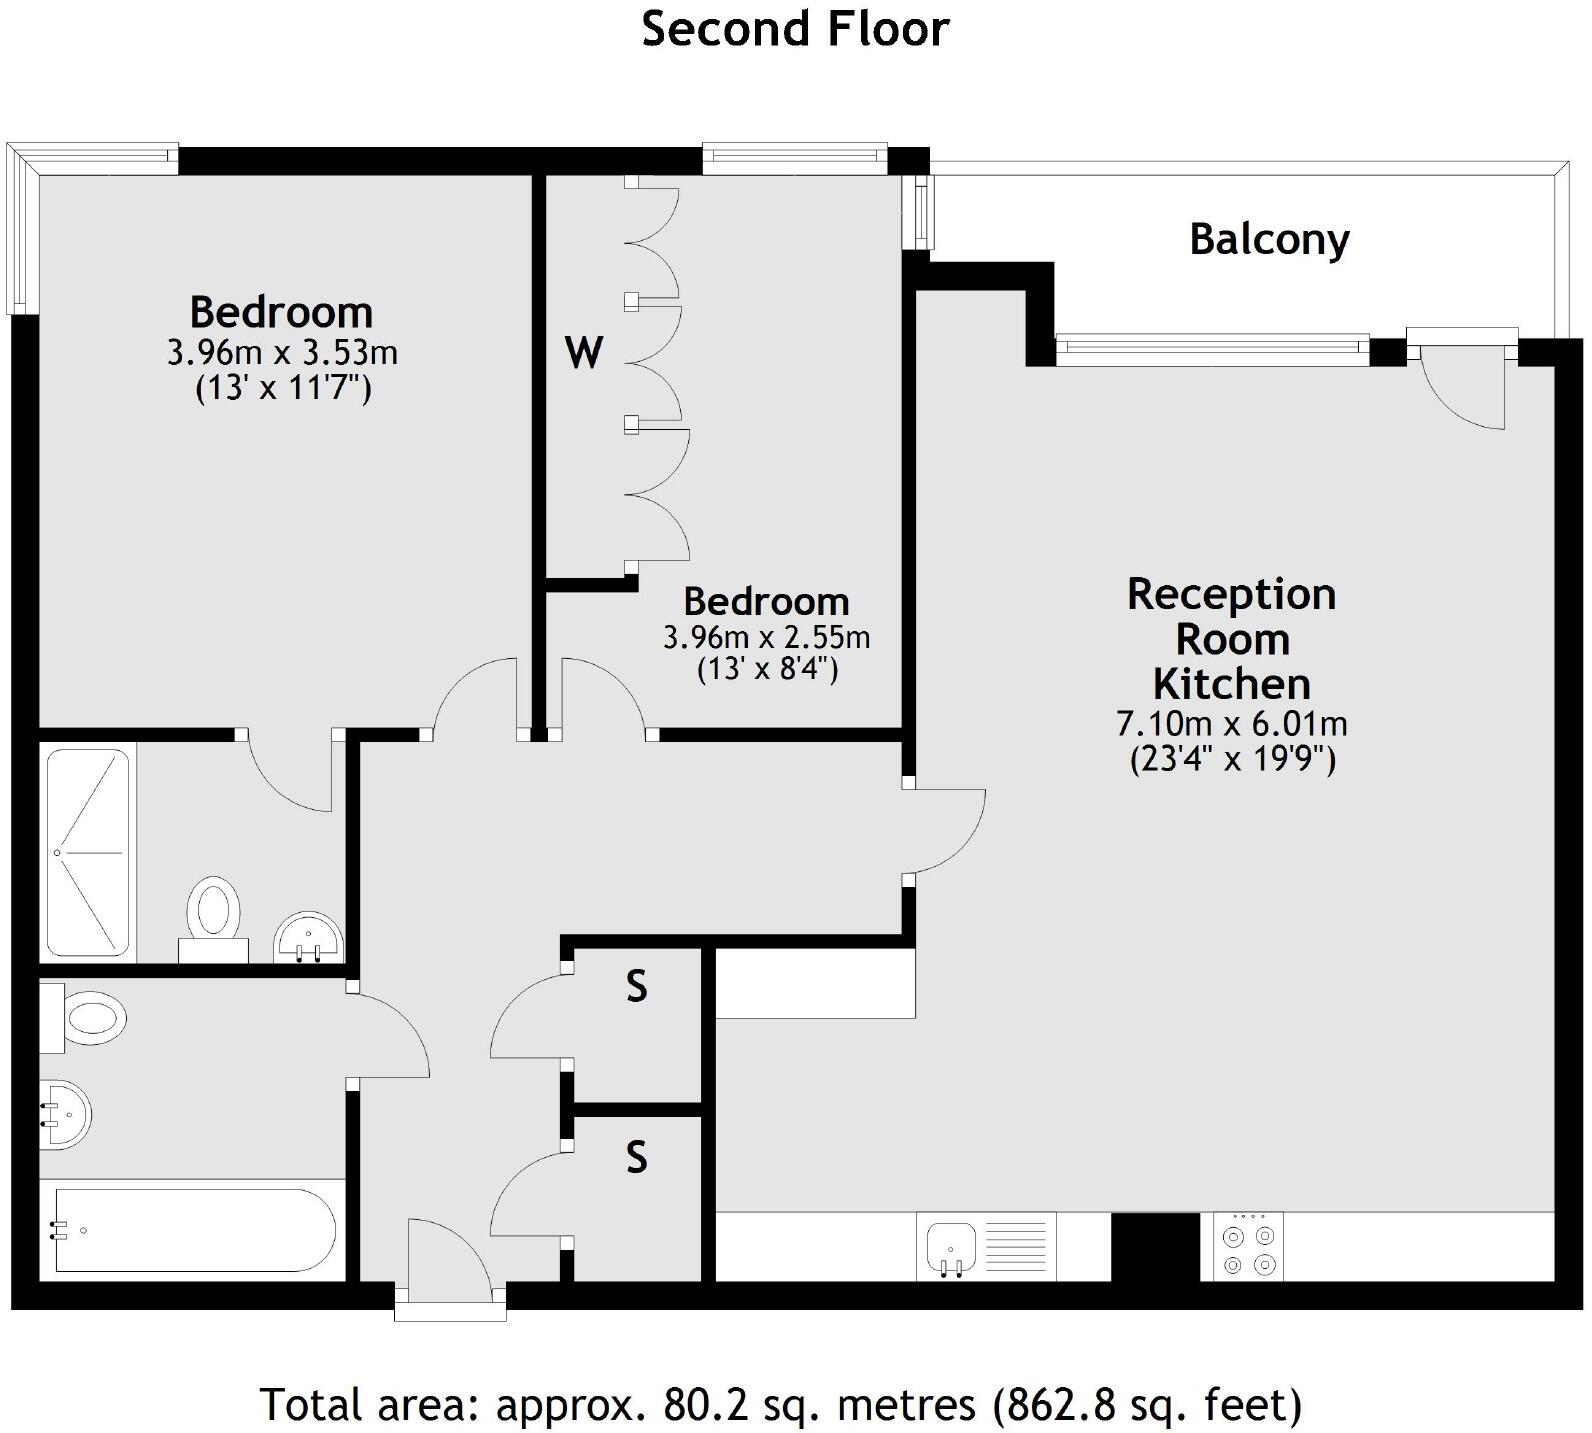 Second Floor
Balcony
Bedroom
3.96m x 3.53m
(13' x 11'7")
W
Bedroom
3.96m x 2.55m
(13' x 8'4")
Reception
Room
Kitchen
7.10m x 6.01m
(23'4" x 19'9")
S
S
Total area: approx. 80.2 sq. metres (862.8 sq. feet)